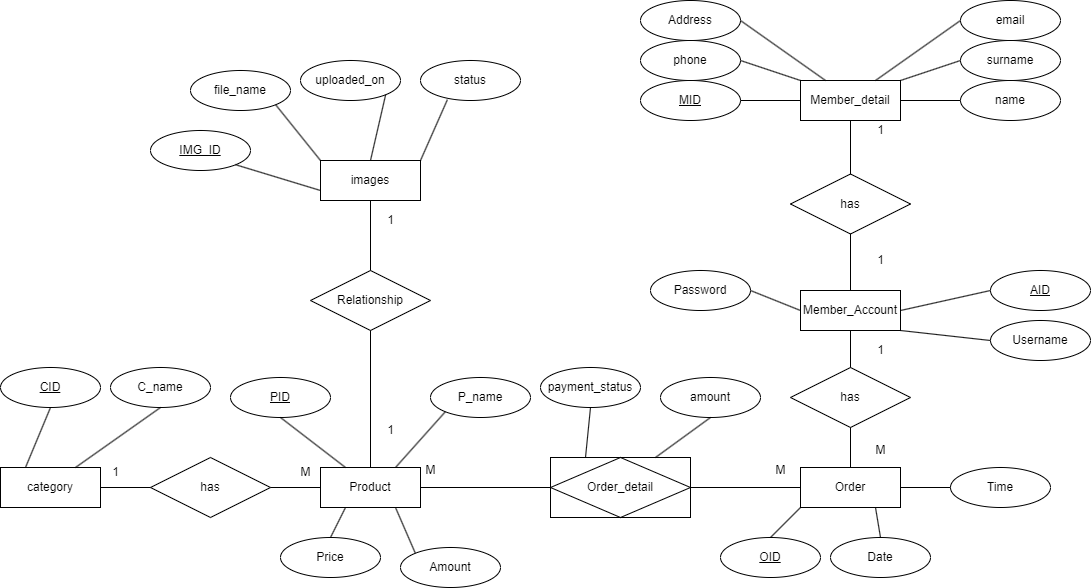 Address
email
phone
surname
MID
Member_detail
name
1
file_name
uploaded_on
status
IMG_ID
images
1
has
1
Relationship
Password
Member_Account
AID
Username
1
CID
C_name
PID
P_name
payment_status
amount
has
1
M
category
1
has
M
Product
M
Order_detail
M
Order
Time
Price
Amount
OID
Date